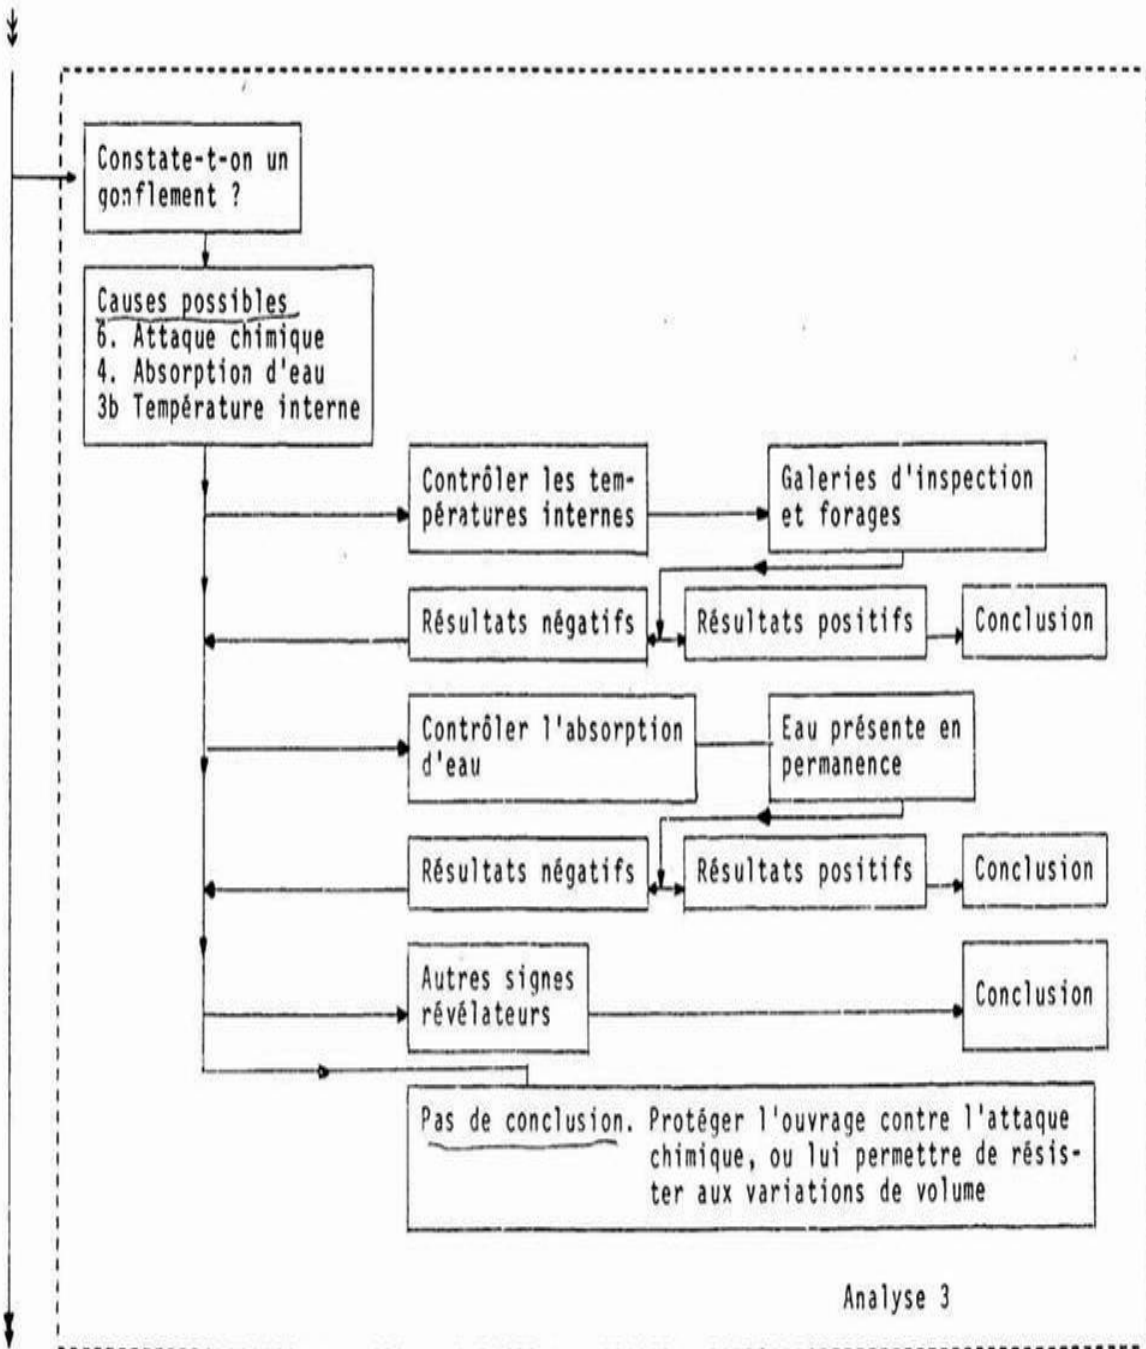 Constate-t-on un
gonflement ?
Causes possibles
6. Attaque chimique
4. Absorption d'eau
3b Température interne
Contrôler les tem-
pératures internes
Galeries d'inspection
et forages
Résultats négatifs
Résultats positifs
Conclusion
Contrôler l'absorption
d'eau
Eau présente en
permanence
Résultats négatifs
Résultats positifs
Conclusion
Autres signes
révélateurs
Conclusion
Pas de conclusion. Protéger l'ouvrage contre l'attaque
chimique, ou lui permettre de résis-
ter aux variations de volume
Analyse 3